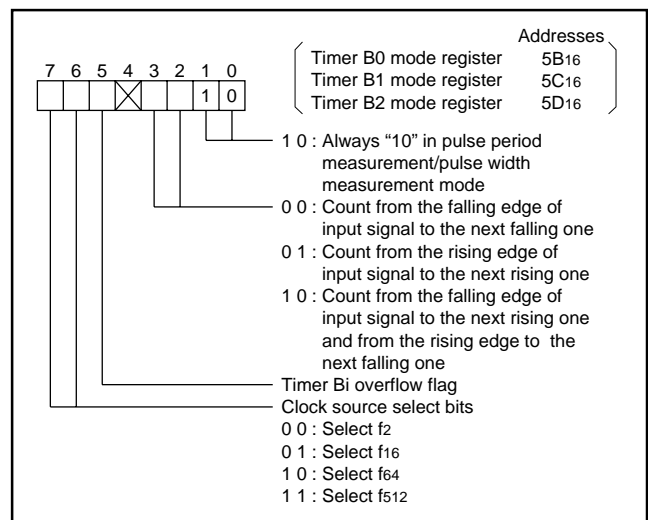 Addresses
Timer B0 mode register 5B16
Timer B1 mode register 5C16
Timer B2 mode register 5D16
7 6 5 4 3 2 1 0
1 0
1 0 : Always “10” in pulse period
measurement/pulse width
measurement mode
0 0 : Count from the falling edge of
input signal to the next falling one
0 1 : Count from the rising edge of
input signal to the next rising one
1 0 : Count from the falling edge of
input signal to the next rising one
and from the rising edge to the
next falling one
Timer Bi overflow flag
Clock source select bits
0 0 : Select f2
0 1 : Select f16
1 0 : Select f64
1 1 : Select f512